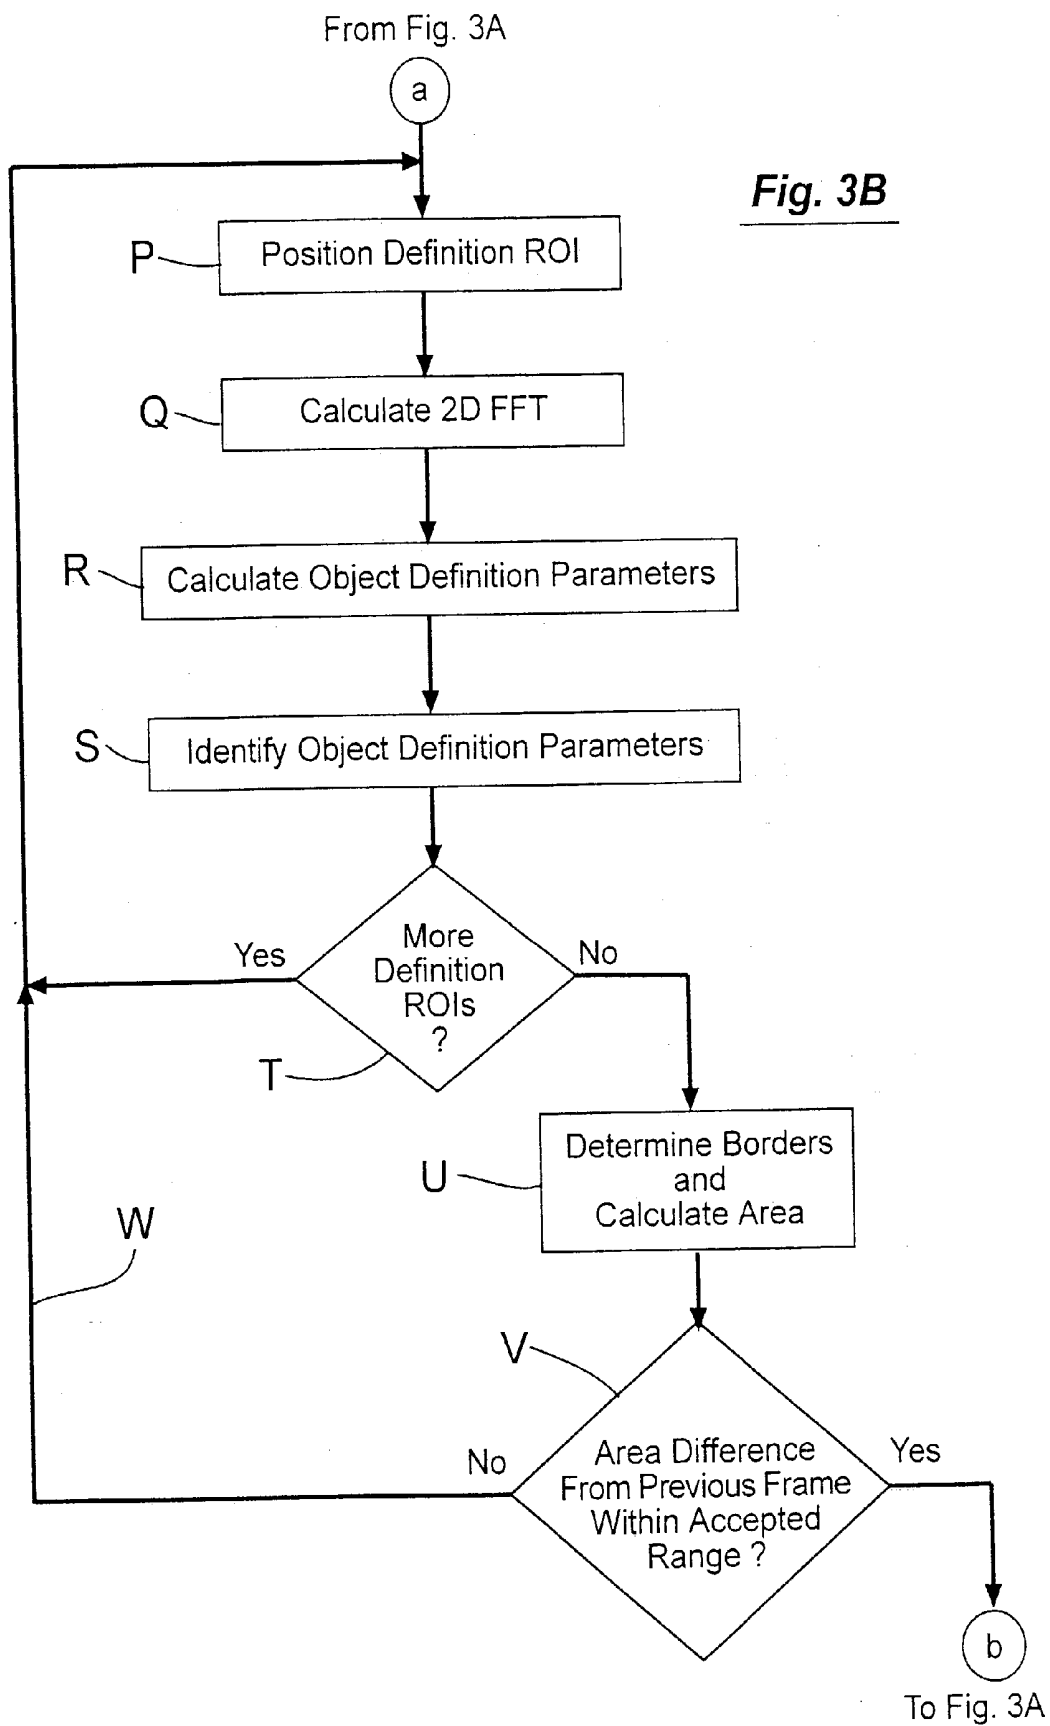 From Fig. 3A
a
Fig. 3B
P
Position Definition ROI
Q
Calculate 2D FFT
R
Calculate Object Definition Parameters
S
Identify Object Definition Parameters
Yes
More
Definition
ROIs
?
No
T
U
Determine Borders
and
Calculate Area
W
V
No
Area Difference
From Previous Frame
Within Accepted
Range ?
Yes
b
To Fig. 3A